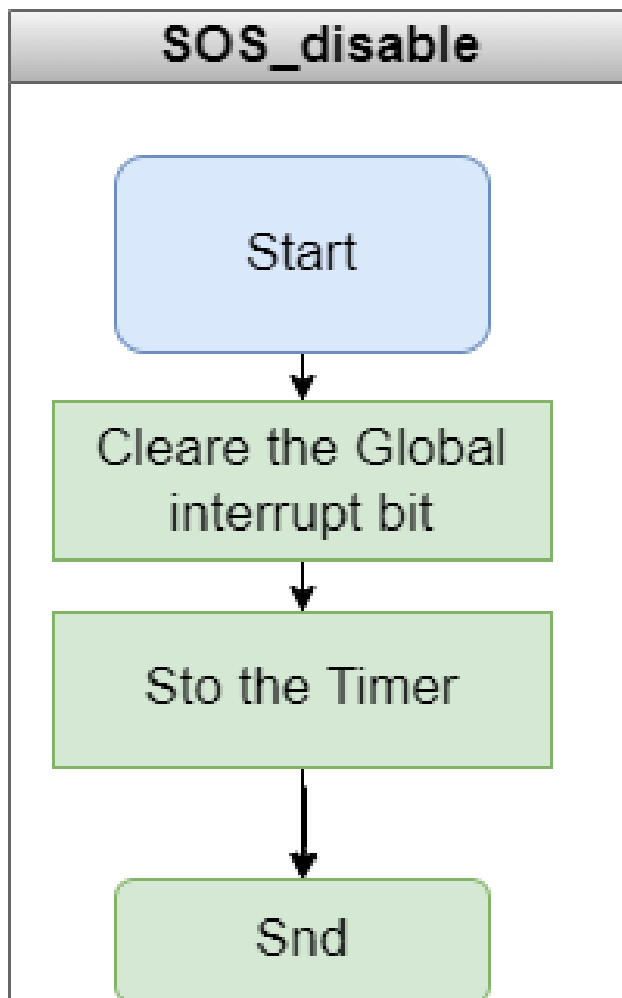 SOS_disable
Start
Cleare the Global
interrupt bit
Sto the Timer
Snd